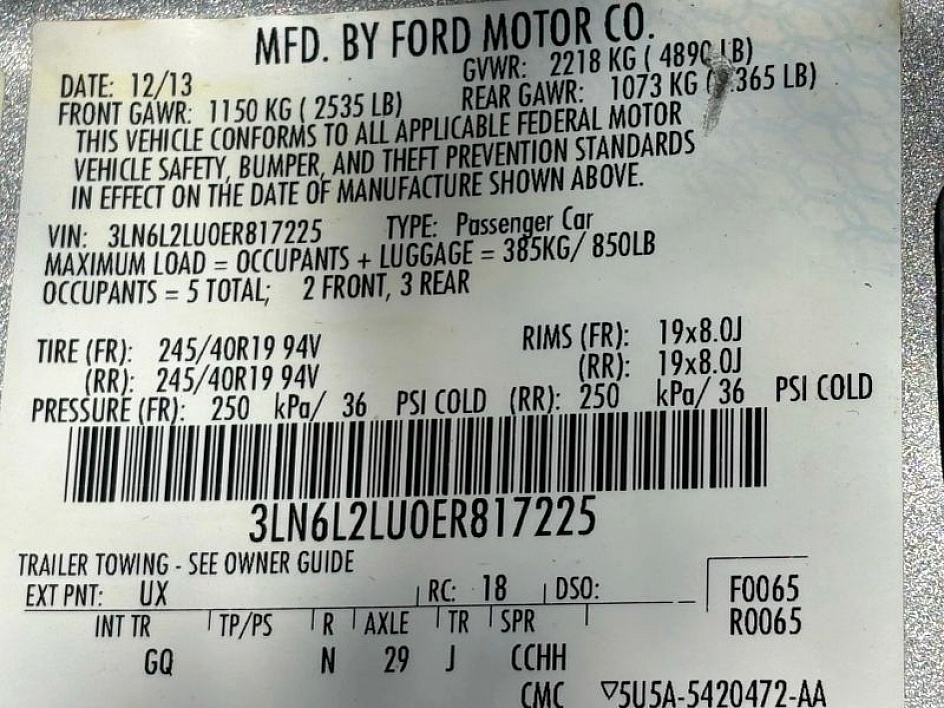 MFD. BY FORD MOTOR CO.
DATE: 12/13 GVWR: 2218 KG ( 4890 LB)
FRONT GAWR: 1150 KG ( 2535 LB) REAR GAWR: 1073 KG ( 365 LB)
THIS VEHICLE CONFORMS TO ALL APPLICABLE FEDERAL MOTOR
VEHICLE SAFETY, BUMPER, AND THEFT PREVENTION STANDARDS
IN EFFECT ON THE DATE OF MANUFACTURE SHOWN ABOVE.
VIN: 3LN6L2LU0ER817225 TYPE: Passenger Car
MAXIMUM LOAD = OCCUPANTS + LUGGAGE = 385KG/ 850LB
OCCUPANTS = 5 TOTAL; 2 FRONT, 3 REAR
TIRE (FR): 245/40R19 94V RIMS (FR): 19x8.0J
(RR): 245/40R19 94V (RR): 19x8.0J
PRESSURE (FR): 250 kPa/ 36 PSI COLD (RR): 250 kPa/ 36 PSI COLD
3LN6L2LU0ER817225
TRAILER TOWING - SEE OWNER GUIDE
EXT PNT: UX RC: 18 DSO: F0065
INT TR TP/PS R AXLE TR SPR R0065
GQ N 29 J CCHH
CMC ▽5U5A-5420472-AA